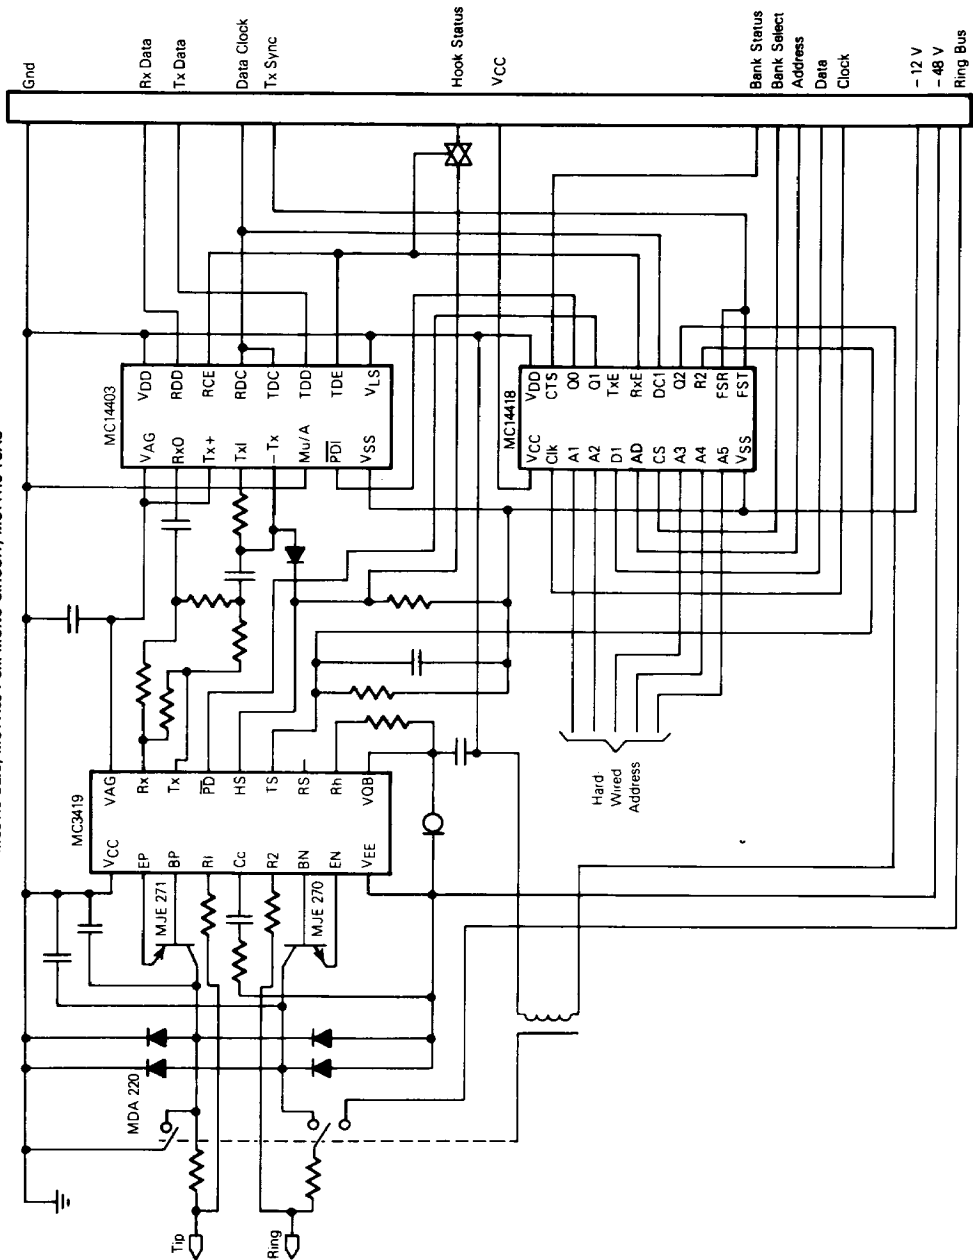 Gnd
Rx Data
Tx Data
Data Clock
Tx Sync
Hook Status
VCC
Bank Status
Bank Select
Address
Data
Clock
– 12 V
– 48 V
Ring Bus
MC14403
VAG
RxO
Tx+
TxI
– Tx
Mu/A
PDI
VSS
VDD
RDD
RCE
RDC
TDC
TDD
TDE
VLS
MC14418
VCC
Clk
A1
A2
D1
AD
CS
A3
A4
A5
VSS
VDD
CTS
Q0
Q1
TxE
RxE
DC1
Q2
R2
FSR
FST
MC3419
VCC
EP
BP
RI
Cc
R2
BN
EN
VEE
VAG
Rx
Tx
PD
HS
TS
RS
Rh
VQB
MJE 271
MJE 270
MDA 220
Hard-
Wired
Address
Tip
Ring